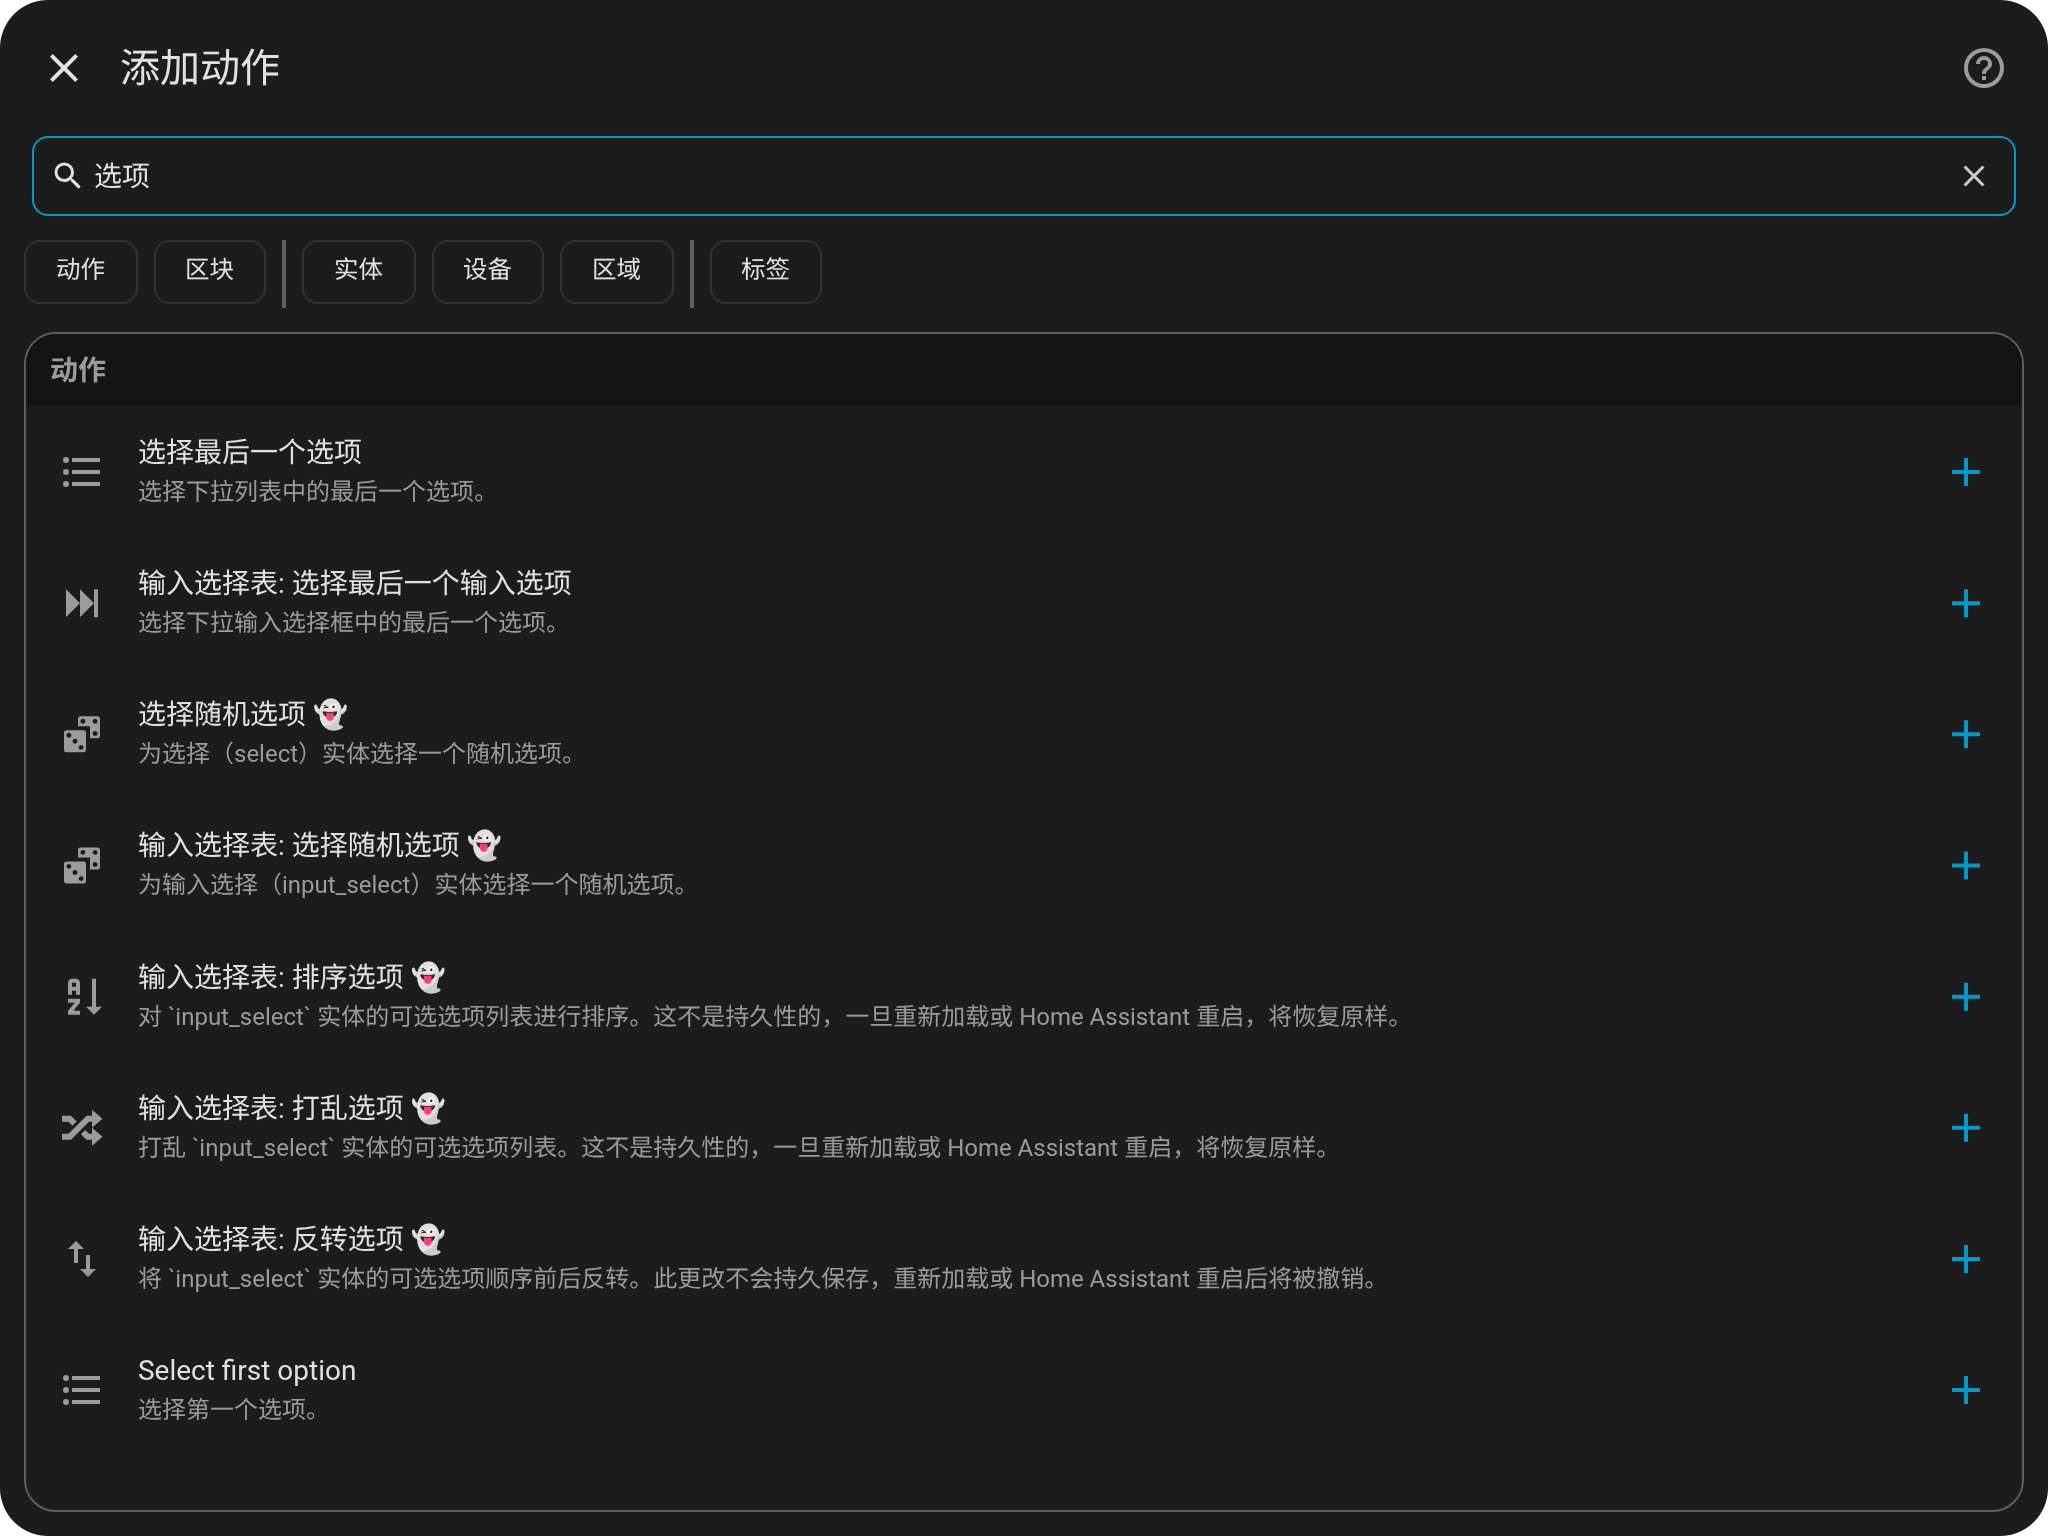 添加动作
选项
动作 区块 实体 设备 区域 标签
动作
选择最后一个选项
选择下拉列表中的最后一个选项。
输入选择表: 选择最后一个输入选项
选择下拉输入选择框中的最后一个选项。
选择随机选项 👻
为选择（select）实体选择一个随机选项。
输入选择表: 选择随机选项 👻
为输入选择（input_select）实体选择一个随机选项。
输入选择表: 排序选项 👻
对 `input_select` 实体的可选选项列表进行排序。这不是持久性的，一旦重新加载或 Home Assistant 重启，将恢复原样。
输入选择表: 打乱选项 👻
打乱 `input_select` 实体的可选选项列表。这不是持久性的，一旦重新加载或 Home Assistant 重启，将恢复原样。
输入选择表: 反转选项 👻
将 `input_select` 实体的可选选项顺序前后反转。此更改不会持久保存，重新加载或 Home Assistant 重启后将被撤销。
Select first option
选择第一个选项。